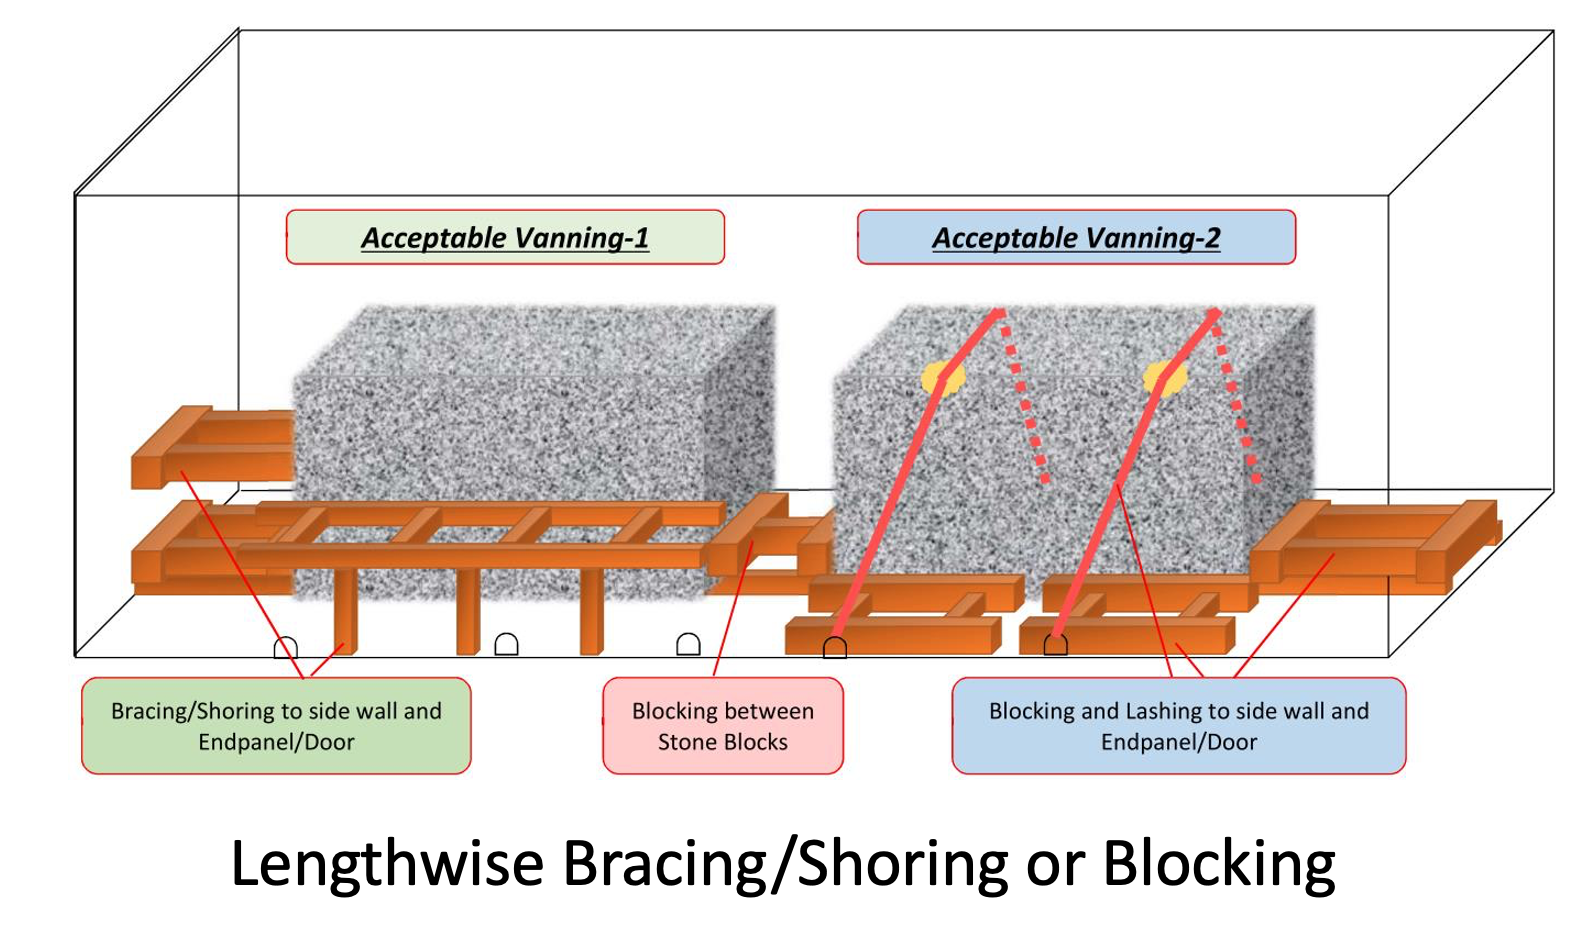 Acceptable Vanning-1
Acceptable Vanning-2
Bracing/Shoring to side wall and
Endpanel/Door
Blocking between
Stone Blocks
Blocking and Lashing to side wall and
Endpanel/Door
Lengthwise Bracing/Shoring or Blocking